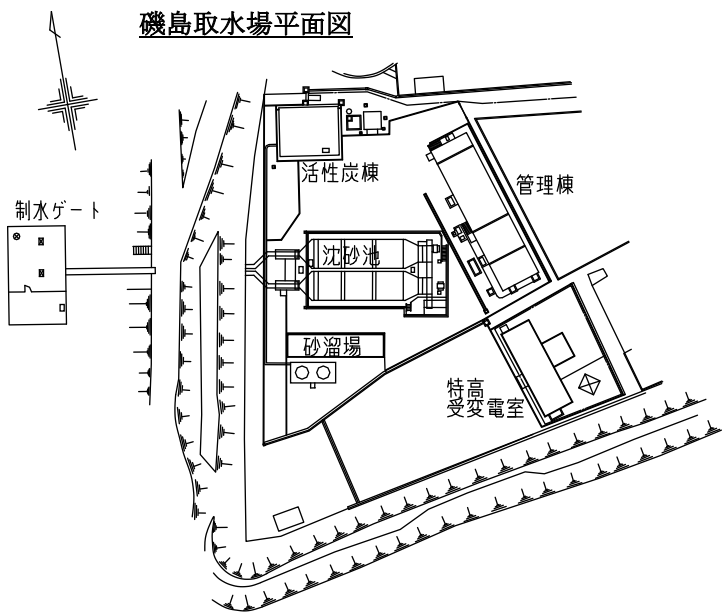 磯島取水場平面図
活性炭棟
管理棟
制水ゲート
沈砂池
砂溜場
特高
受変電室